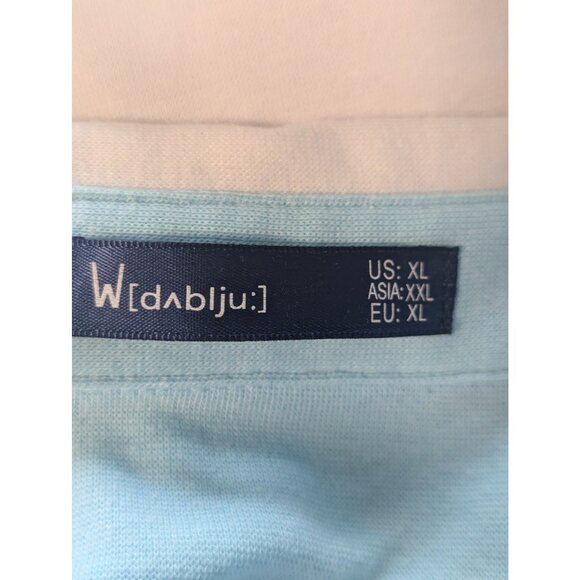 W[dʌblju:]
US: XL
ASIA: XXL
EU: XL